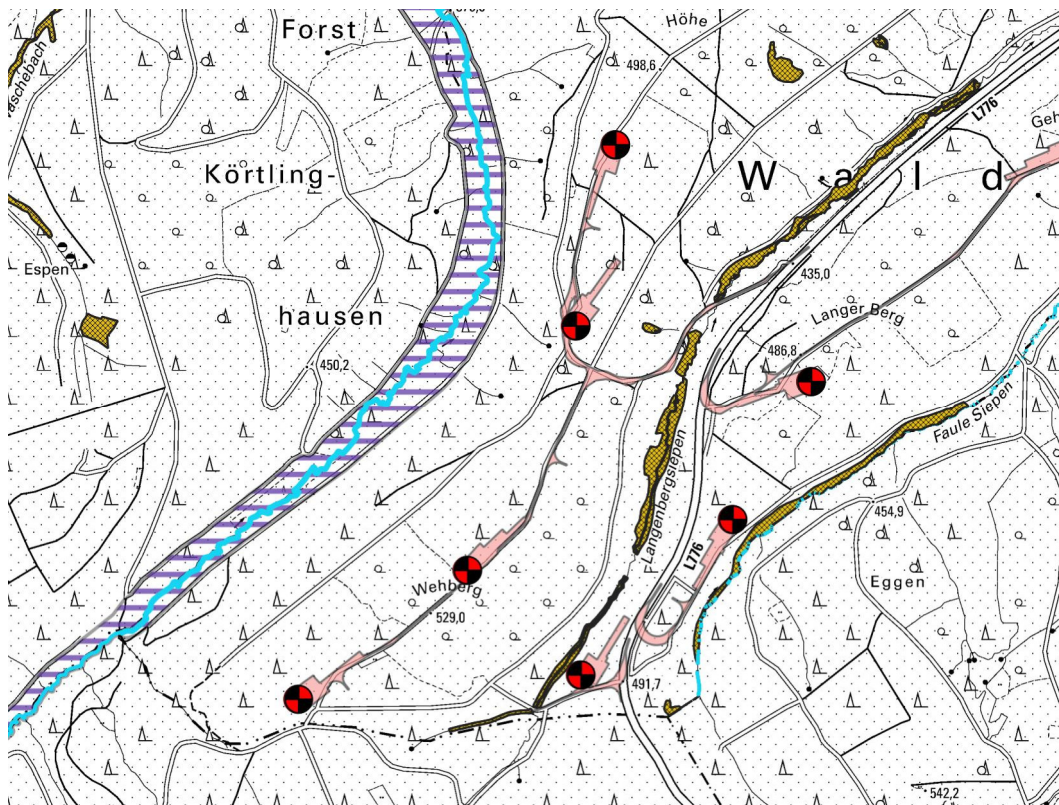 Forst
Höhe
498,6
L776
Geh
Körtling-
W a l d
Espen
435,0
hausen
Langer Berg
486,8
450,2
Faule Siepen
Langenbergsiepen
454,9
L776
Eggen
Wehberg
529,0
491,7
542,2